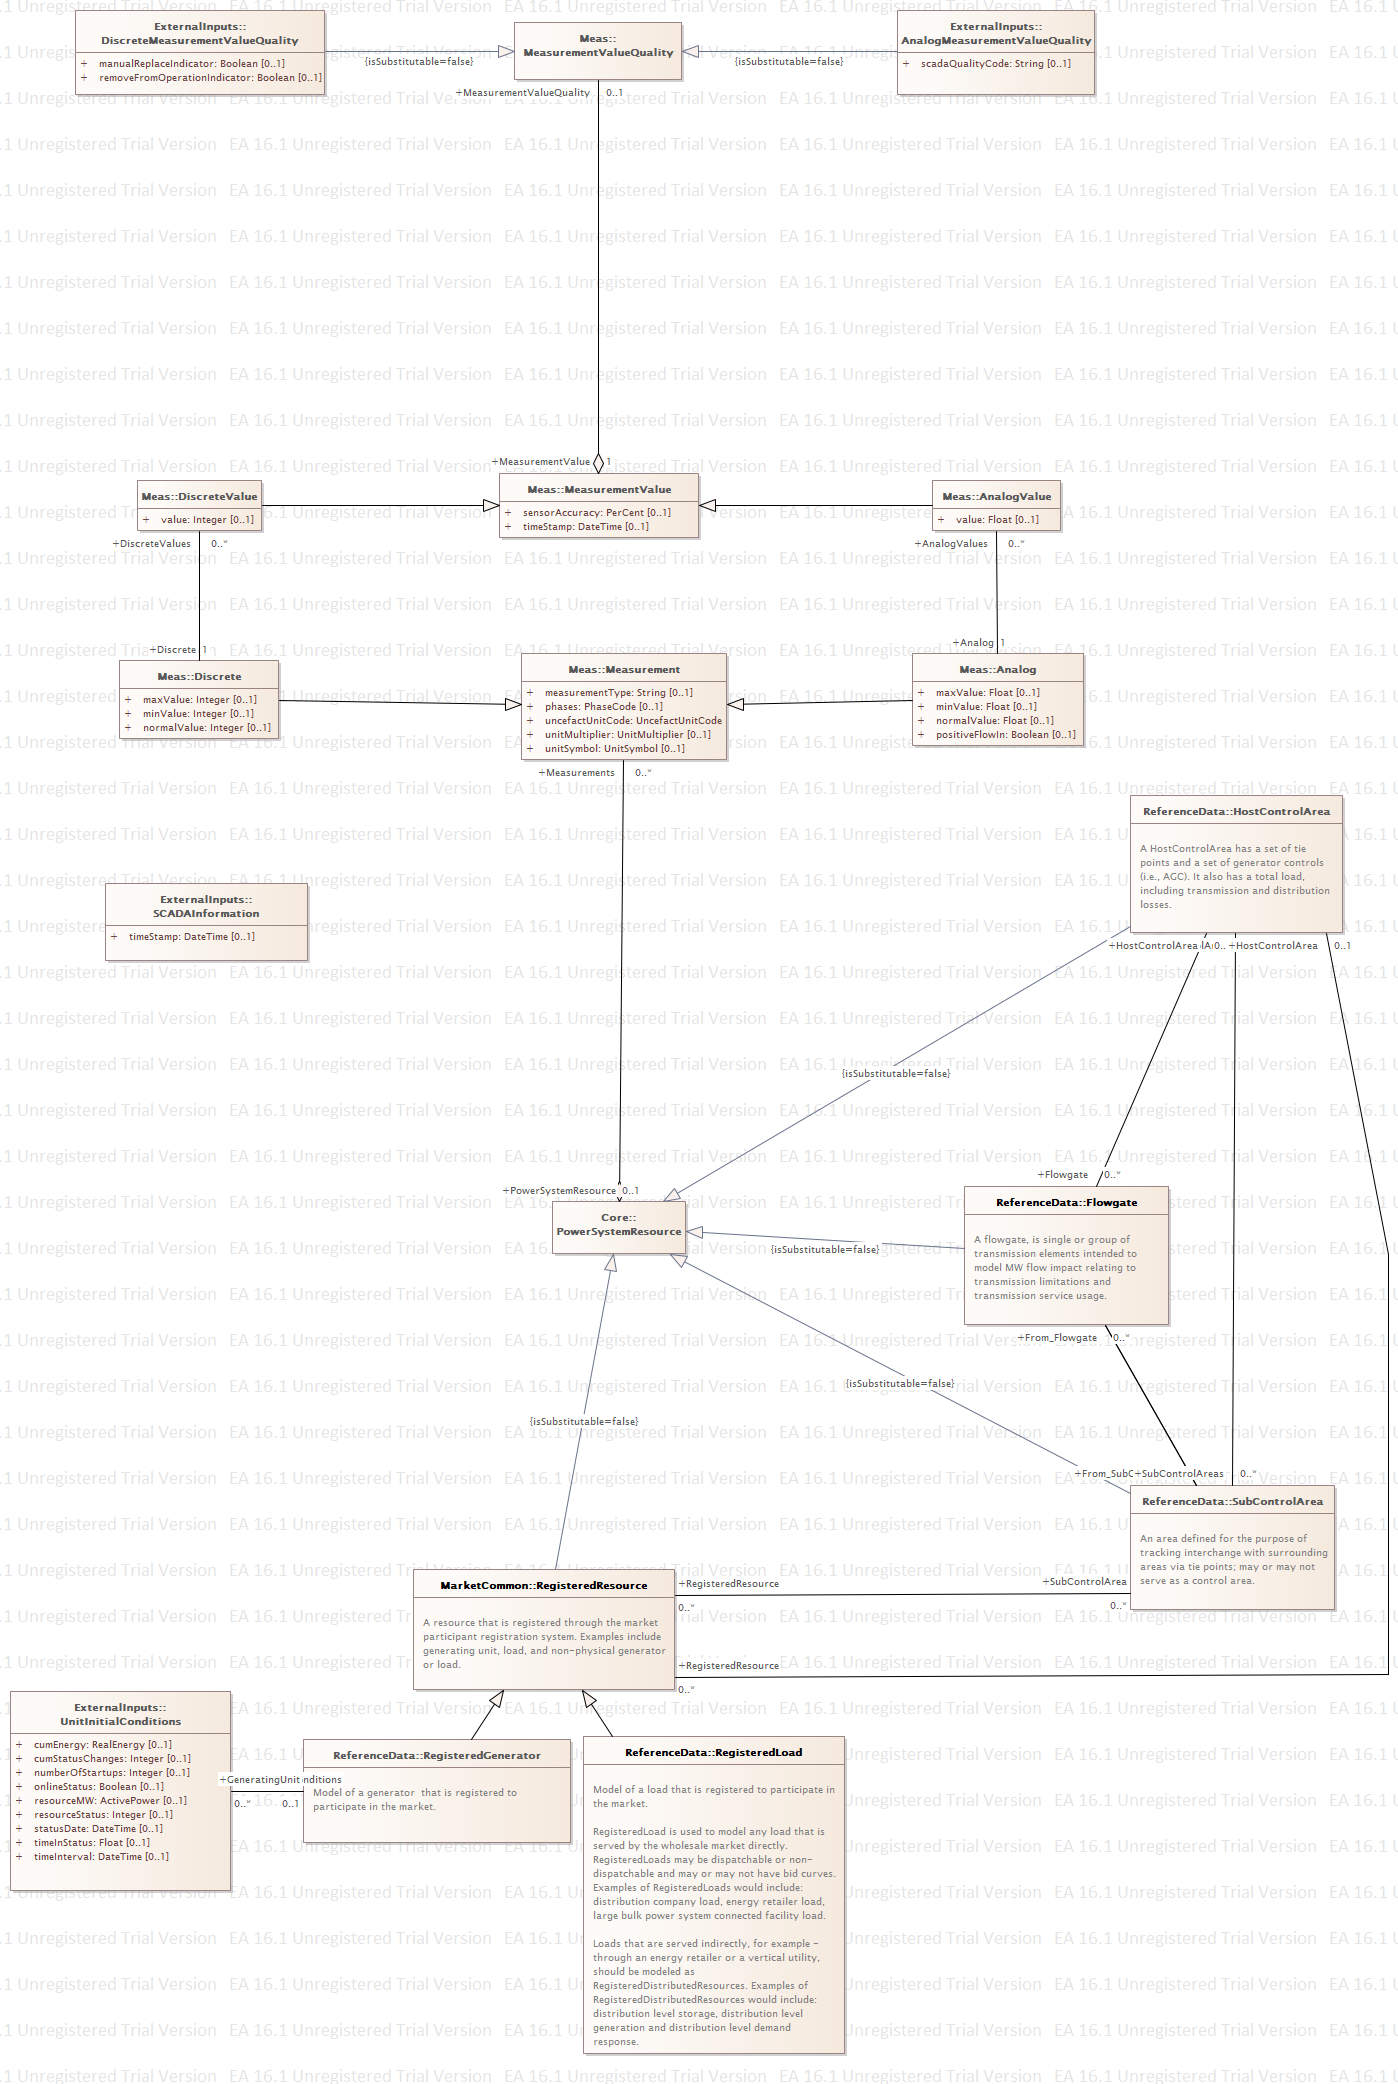 ExternalInputs::
DiscreteMeasurementValueQuality
+ manualReplaceIndicator: Boolean [0..1]
+ removeFromOperationIndicator: Boolean [0..1]
{isSubstitutable=false}
Meas::
MeasurementValueQuality
{isSubstitutable=false}
ExternalInputs::
AnalogMeasurementValueQuality
+ scadaQualityCode: String [0..1]
+MeasurementValueQuality 0..1
+MeasurementValue 1
Meas::DiscreteValue
+ value: Integer [0..1]
Meas::MeasurementValue
+ sensorAccuracy: PerCent [0..1]
+ timeStamp: DateTime [0..1]
Meas::AnalogValue
+ value: Float [0..1]
+DiscreteValues 0..*
+AnalogValues 0..*
+Discrete 1
+Analog 1
Meas::Discrete
+ maxValue: Integer [0..1]
+ minValue: Integer [0..1]
+ normalValue: Integer [0..1]
Meas::Measurement
+ measurementType: String [0..1]
+ phases: PhaseCode [0..1]
+ uncefactUnitCode: UncefactUnitCode
+ unitMultiplier: UnitMultiplier [0..1]
+ unitSymbol: UnitSymbol [0..1]
Meas::Analog
+ maxValue: Float [0..1]
+ minValue: Float [0..1]
+ normalValue: Float [0..1]
+ positiveFlowIn: Boolean [0..1]
+Measurements 0..*
ReferenceData::HostControlArea
A HostControlArea has a set of tie
points and a set of generator controls
(i.e., AGC). It also has a total load,
including transmission and distribution
losses.
ExternalInputs::
SCADAInformation
+ timeStamp: DateTime [0..1]
+HostControlArea 0.. +HostControlArea 0..1
{isSubstitutable=false}
+Flowgate 0..*
+PowerSystemResource 0..1
Core::
PowerSystemResource
{isSubstitutable=false}
ReferenceData::Flowgate
A flowgate, is single or group of
transmission elements intended to
model MW flow impact relating to
transmission limitations and
transmission service usage.
+From_Flowgate 0..*
{isSubstitutable=false}
{isSubstitutable=false}
+From_SubC +SubControlAreas 0..*
ReferenceData::SubControlArea
An area defined for the purpose of
tracking interchange with surrounding
areas via tie points; may or may not
serve as a control area.
MarketCommon::RegisteredResource
A resource that is registered through the market
participant registration system. Examples include
generating unit, load, and non-physical generator
or load.
+RegisteredResource +SubControlArea
0..* 0..*
+RegisteredResource
0..*
ExternalInputs::
UnitInitialConditions
+ cumEnergy: RealEnergy [0..1]
+ cumStatusChanges: Integer [0..1]
+ numberOfStartups: Integer [0..1]
+ onlineStatus: Boolean [0..1]
+ resourceMW: ActivePower [0..1]
+ resourceStatus: Integer [0..1]
+ statusDate: DateTime [0..1]
+ timeInStatus: Float [0..1]
+ timeInterval: DateTime [0..1]
+GeneratingUnit nditions
0..* 0..1
ReferenceData::RegisteredGenerator
Model of a generator that is registered to
participate in the market.
ReferenceData::RegisteredLoad
Model of a load that is registered to participate in
the market.
RegisteredLoad is used to model any load that is
served by the wholesale market directly.
RegisteredLoads may be dispatchable or non-
dispatchable and may or may not have bid curves.
Examples of RegisteredLoads would include:
distribution company load, energy retailer load,
large bulk power system connected facility load.
Loads that are served indirectly, for example -
through an energy retailer or a vertical utility,
should be modeled as
RegisteredDistributedResources. Examples of
RegisteredDistributedResources would include:
distribution level storage, distribution level
generation and distribution level demand
response.
EA 16.1 Unregistered Trial Version